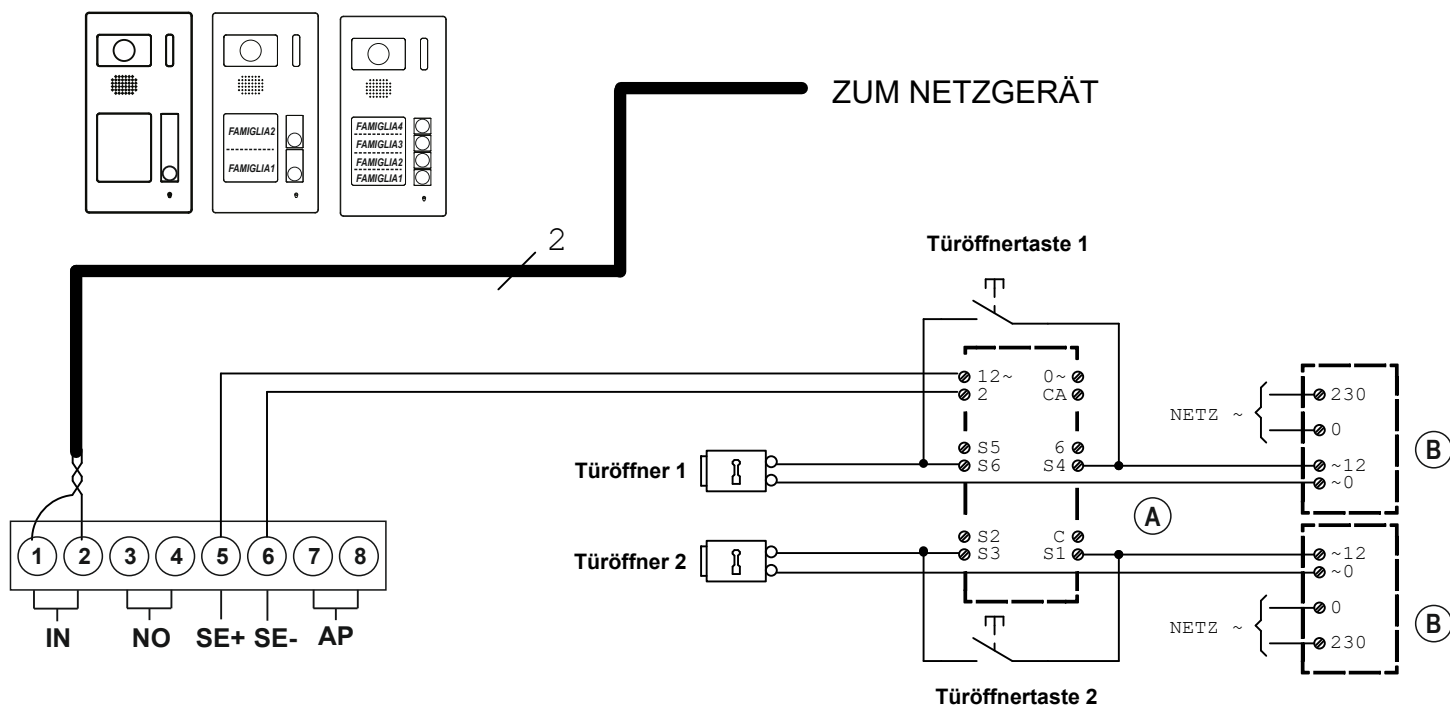 FAMIGLIA2
FAMIGLIA1
FAMIGLIA4
FAMIGLIA3
FAMIGLIA2
FAMIGLIA1
ZUM NETZGERÄT
2
Türöffnertaste 1
12~ 0~
2 CA
S5 6
S6 S4
S2 C
S3 S1
Türöffner 1
Türöffner 2
A
NETZ ~
230
0
~12
~0
B
~12
~0
NETZ ~
0
230
B
Türöffnertaste 2
1 2 3 4 5 6 7 8
IN NO SE+ SE- AP